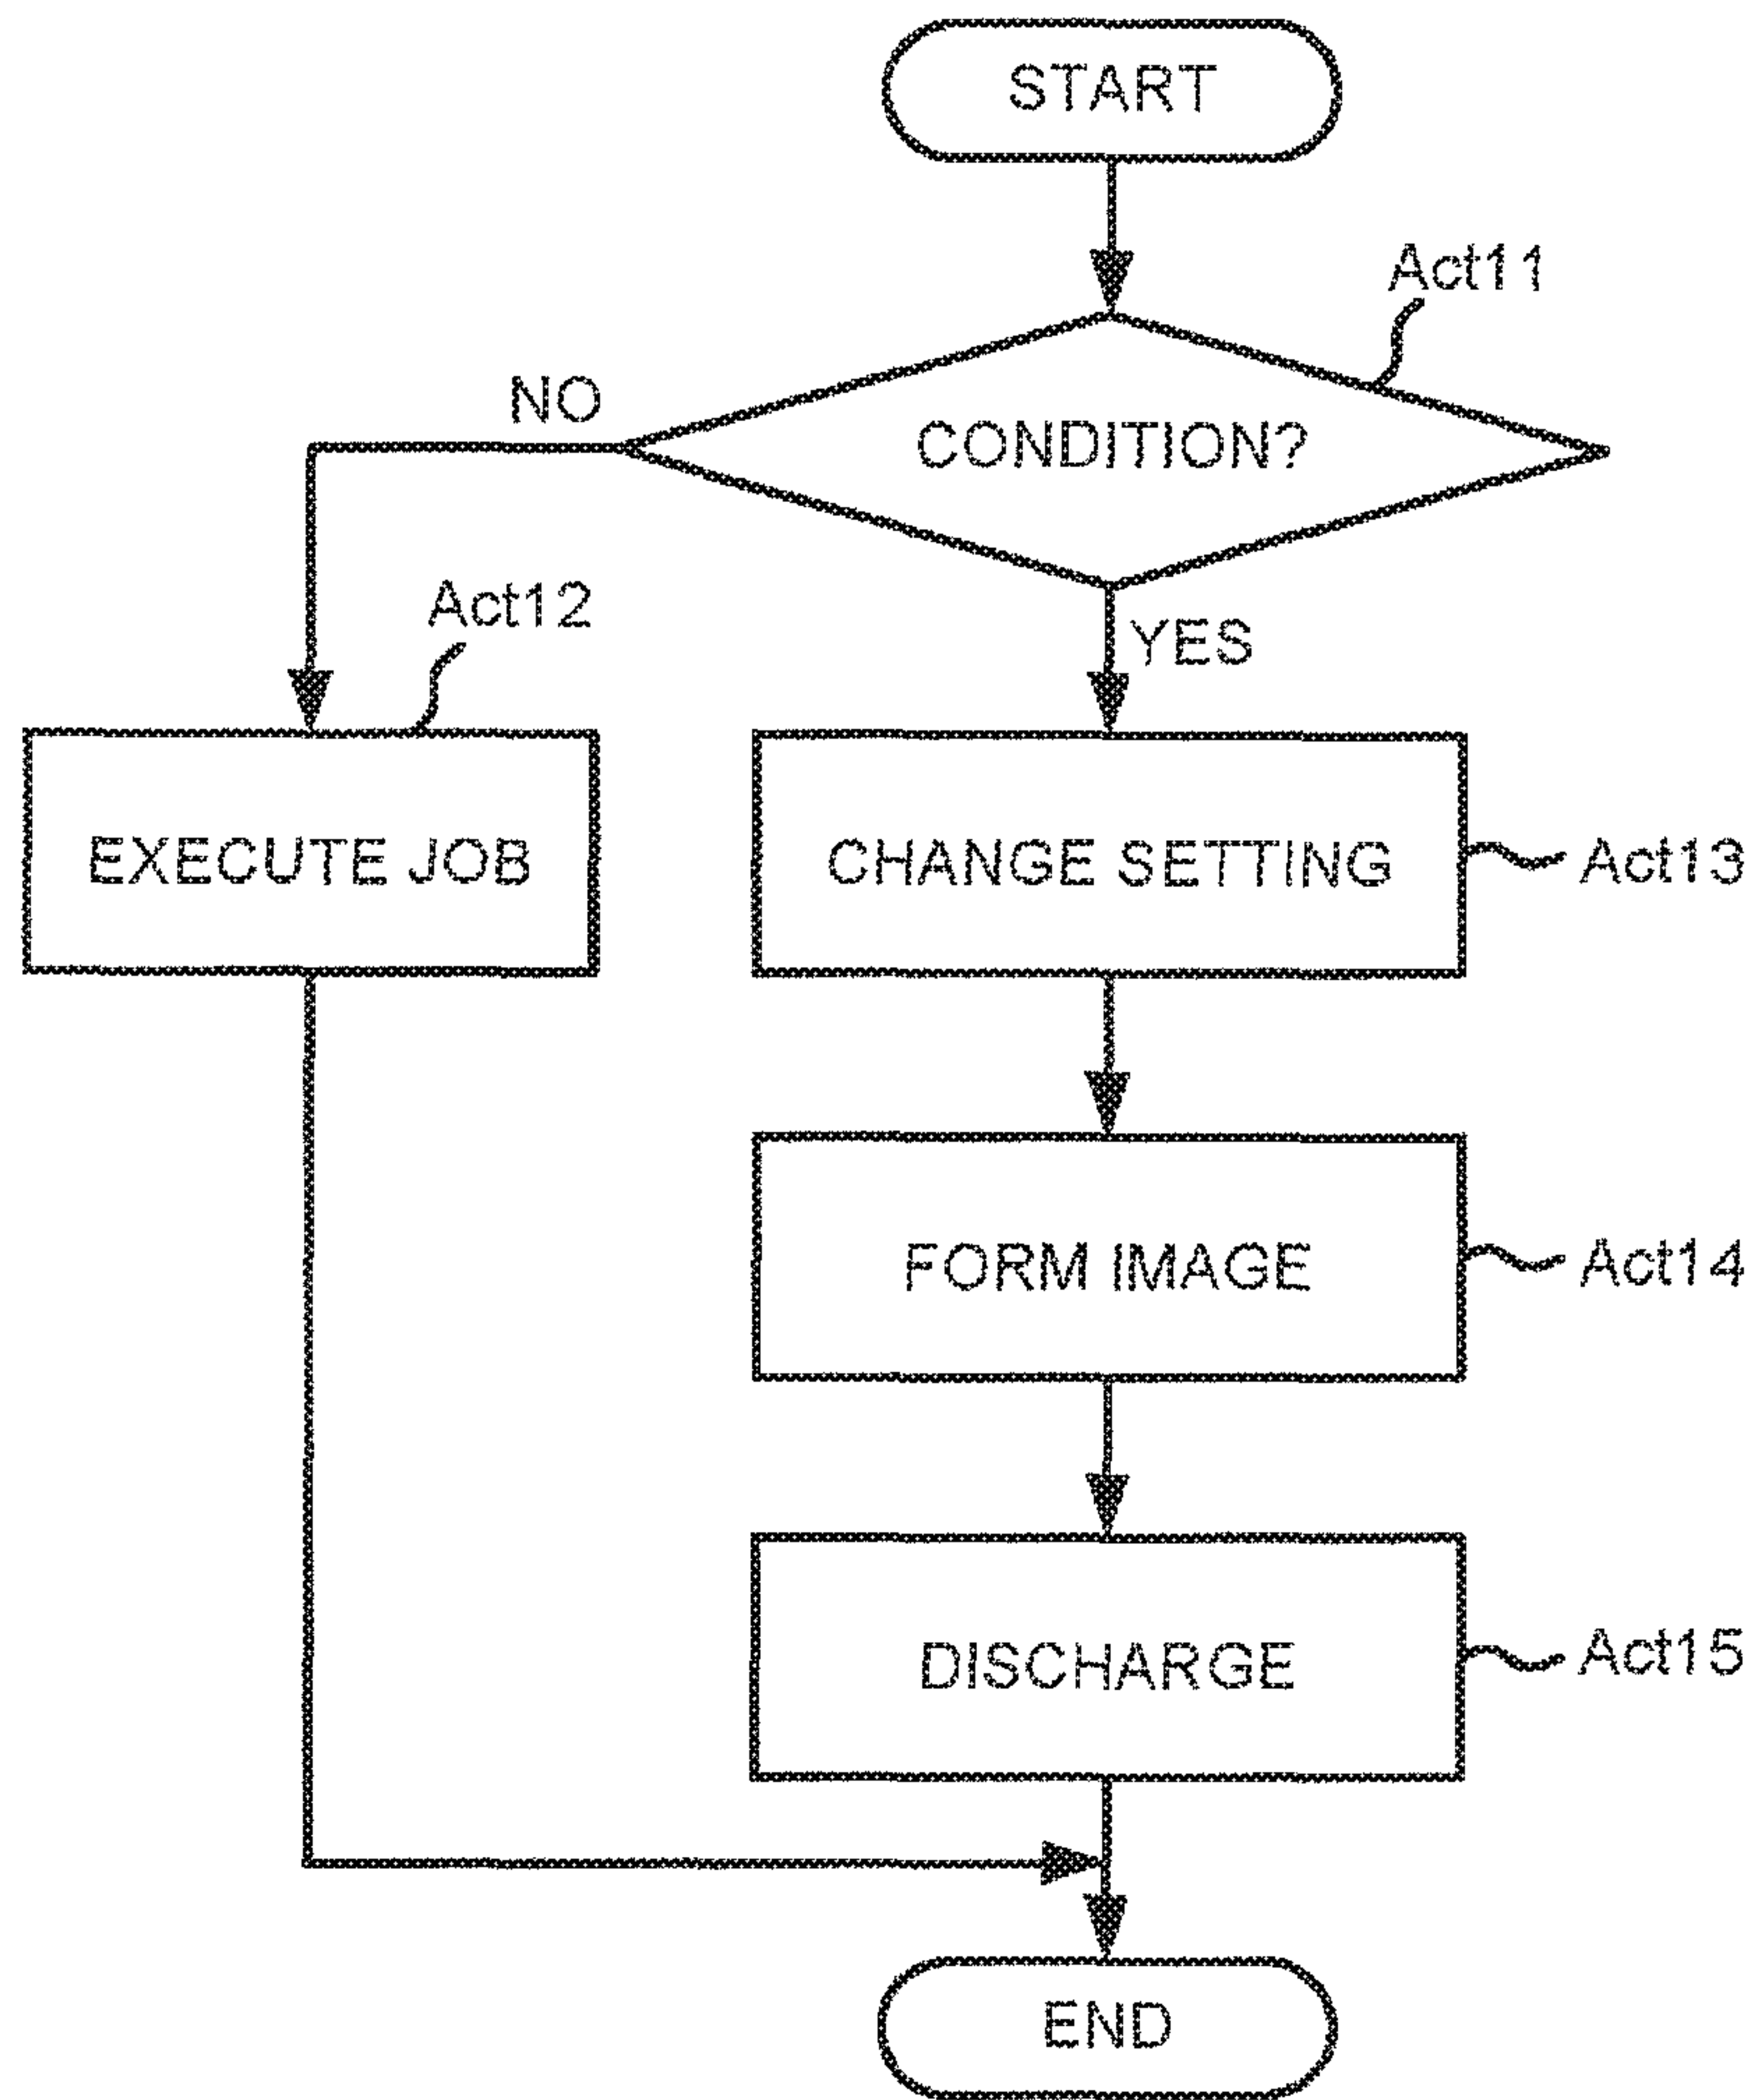 START
Act11
NO
CONDITION?
Act12
YES
EXECUTE JOB
CHANGE SETTING
Act13
FORM IMAGE
Act14
DISCHARGE
Act15
END